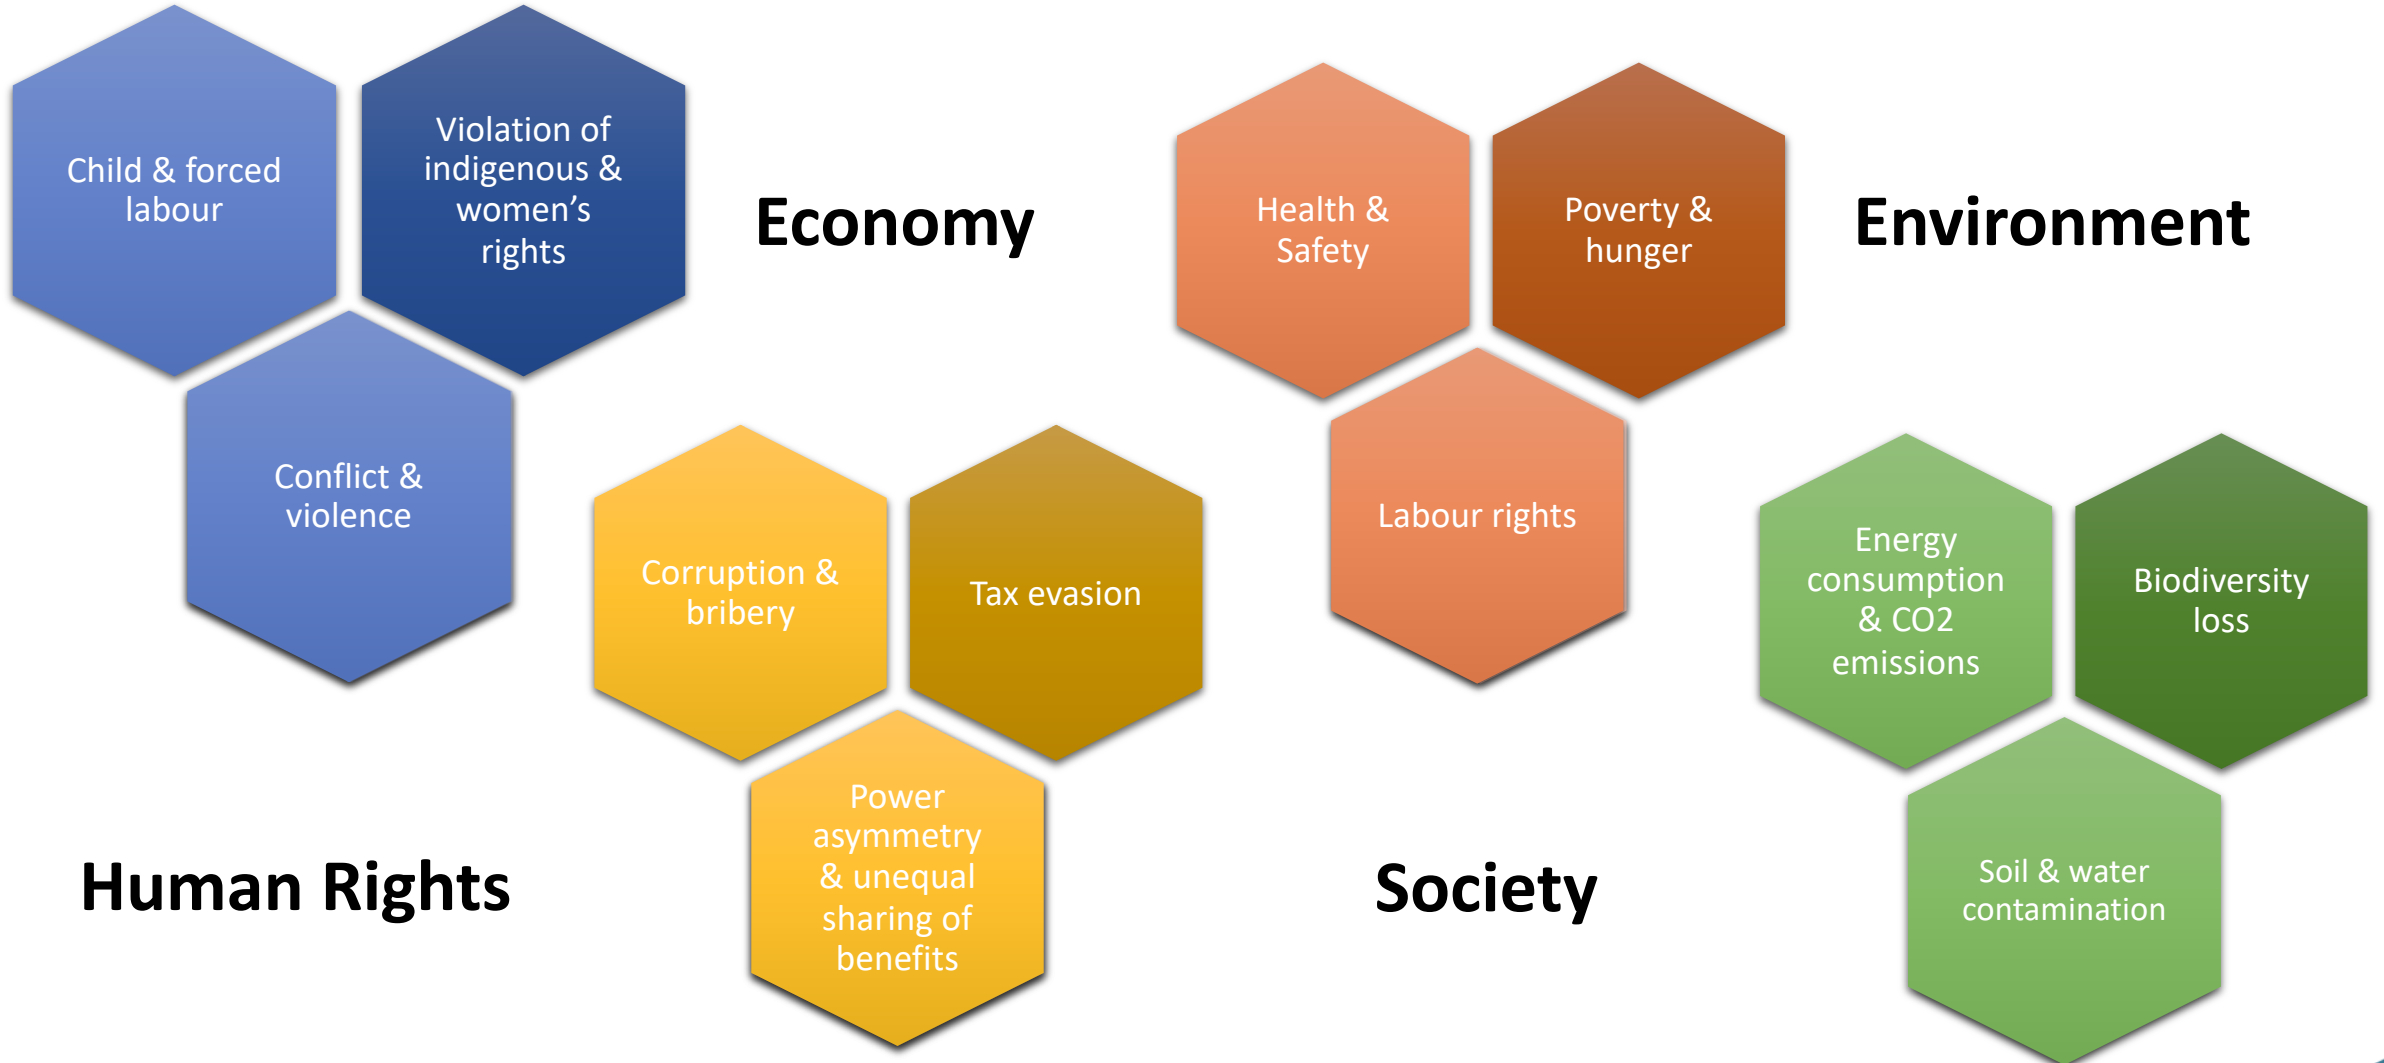 Child & forced
labour
Violation of
indigenous &
women’s
rights
Conflict &
violence
Human Rights
Economy
Corruption &
bribery
Tax evasion
Power
asymmetry
& unequal
sharing of
benefits
Health &
Safety
Poverty &
hunger
Labour rights
Society
Environment
Energy
consumption
& CO2
emissions
Biodiversity
loss
Soil & water
contamination